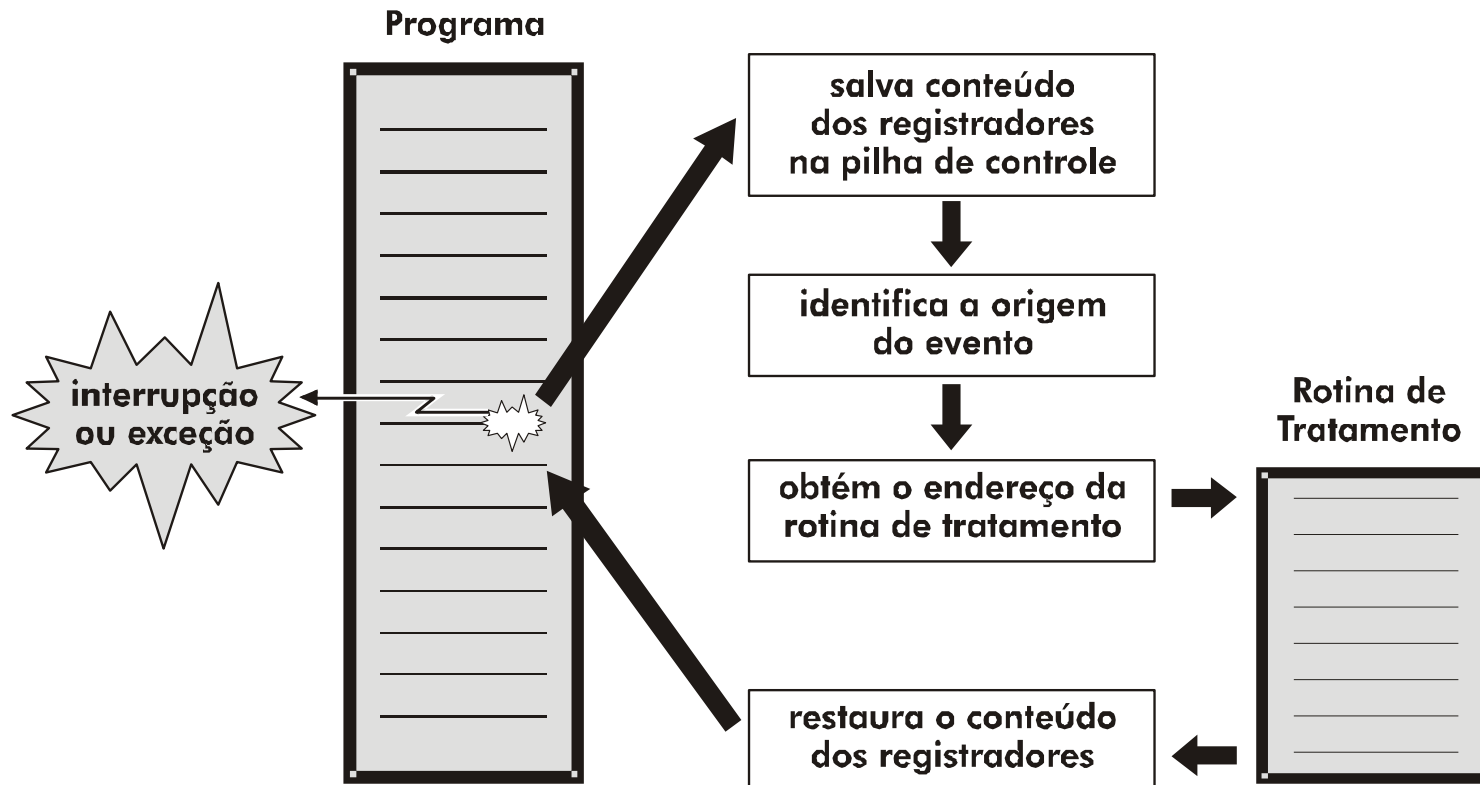 Programa
salva conteúdo
dos registradores
na pilha de controle
identifica a origem
do evento
interrupção
ou exceção
obtém o endereço da
rotina de tratamento
Rotina de
Tratamento
restaura o conteúdo
dos registradores